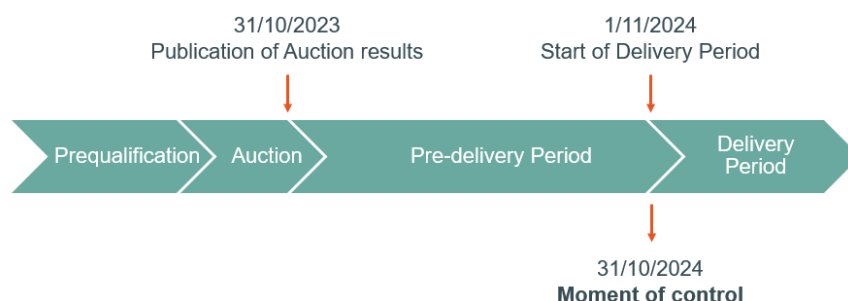 31/10/2023
Publication of Auction results
1/11/2024
Start of Delivery Period
Prequalification
Auction
Pre-delivery Period
Delivery
Period
31/10/2024
Moment of control